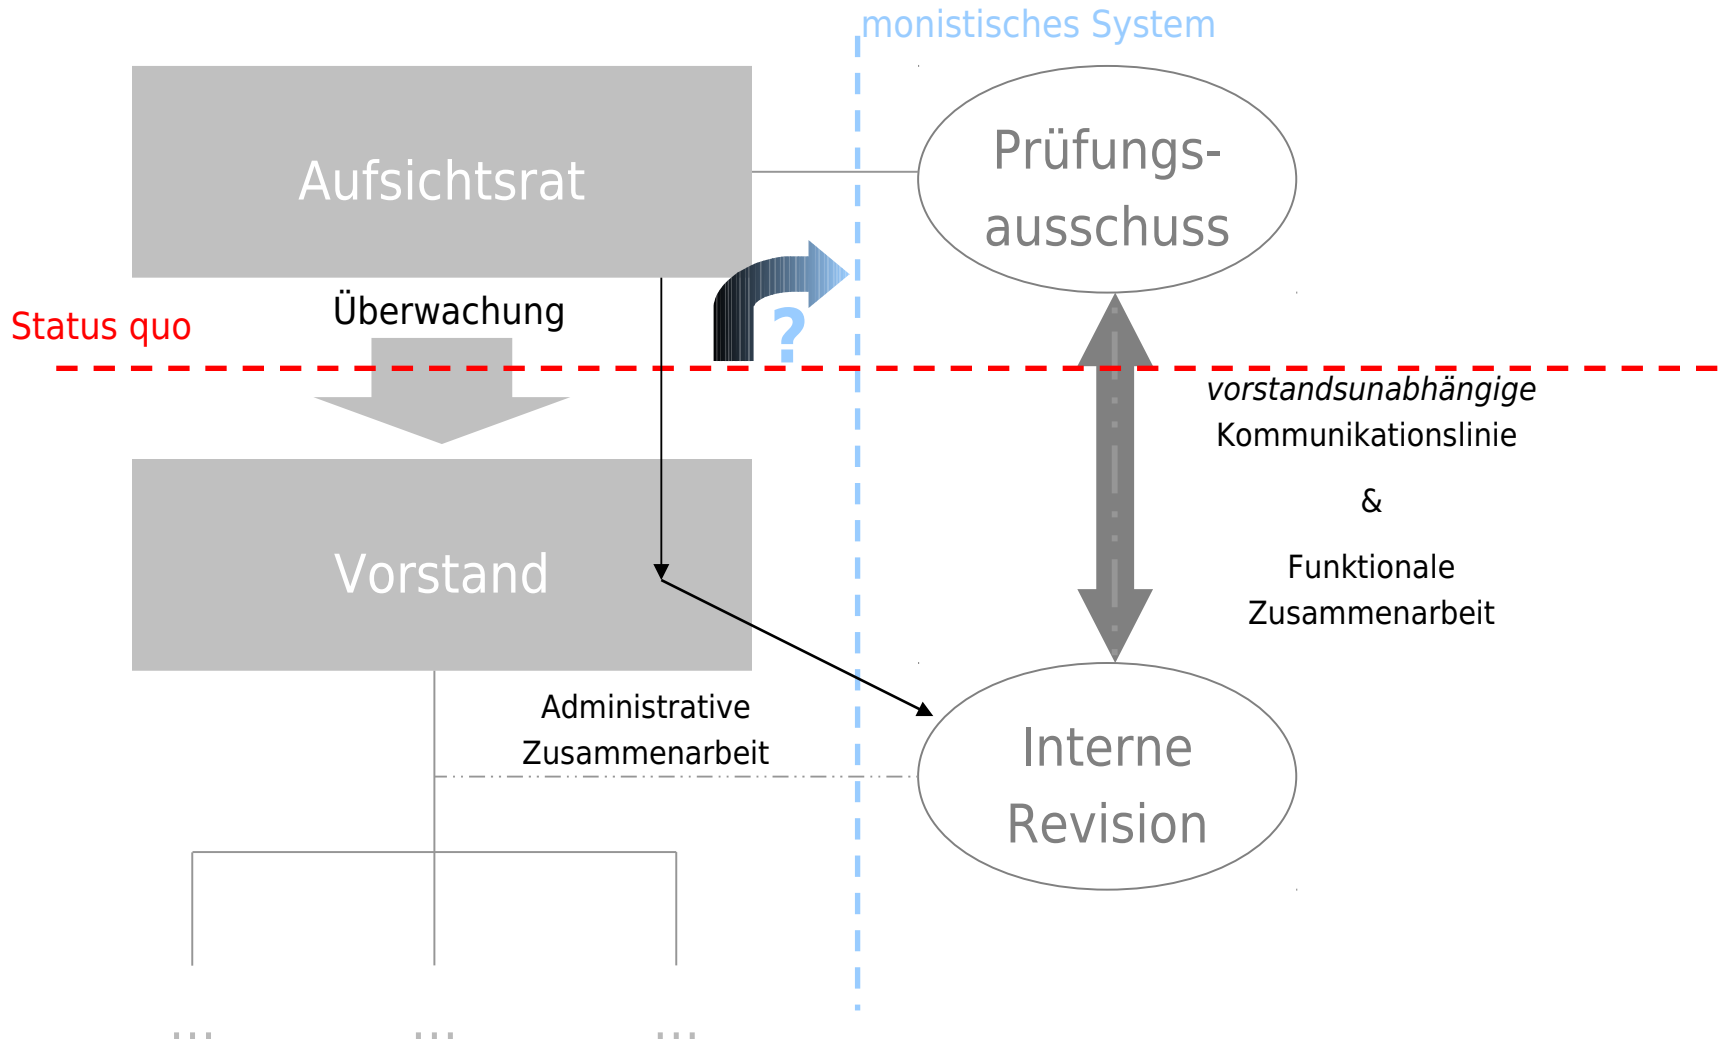 monistisches System
Aufsichtsrat
Prüfungs-
ausschuss
Überwachung
Status quo
?
vorstandsunabhängige
Kommunikationslinie
&
Funktionale
Zusammenarbeit
Vorstand
Administrative
Zusammenarbeit
Interne
Revision
... ... ...